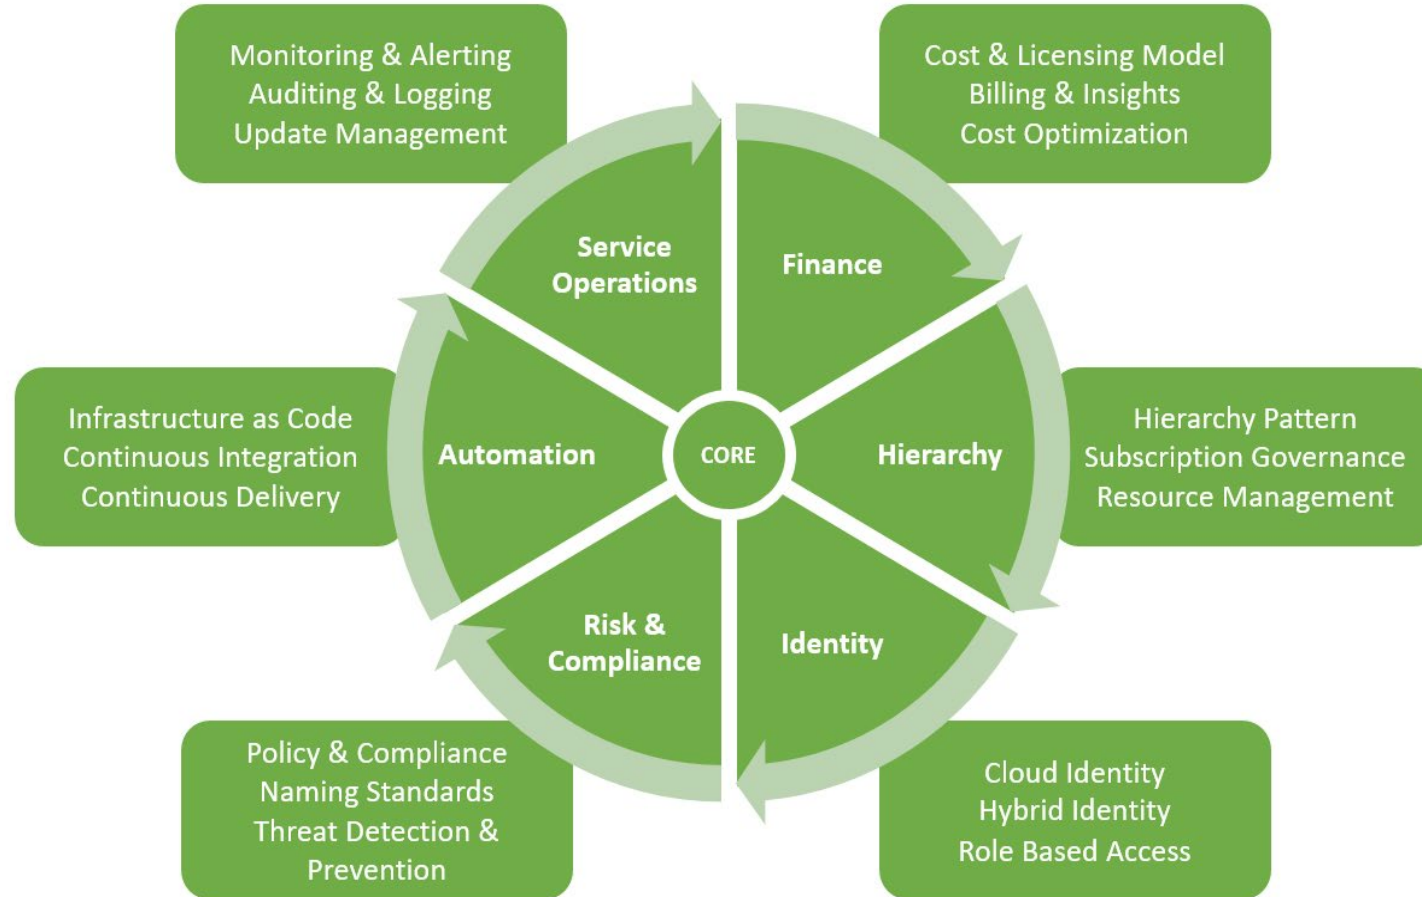 Monitoring & Alerting
Auditing & Logging
Update Management
Cost & Licensing Model
Billing & Insights
Cost Optimization
Service
Operations
Finance
Infrastructure as Code
Continuous Integration
Continuous Delivery
Automation
CORE
Hierarchy
Hierarchy Pattern
Subscription Governance
Resource Management
Risk &
Compliance
Identity
Policy & Compliance
Naming Standards
Threat Detection &
Prevention
Cloud Identity
Hybrid Identity
Role Based Access